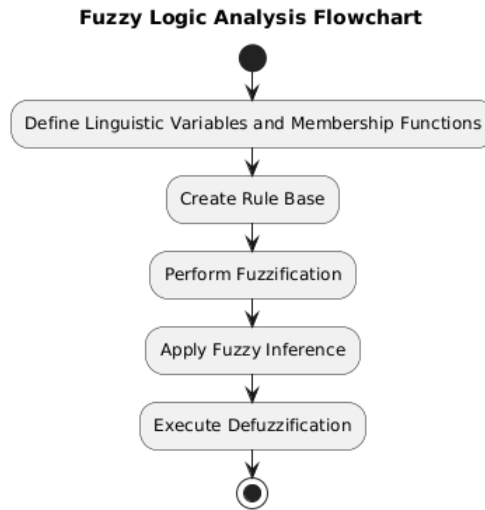 Fuzzy Logic Analysis Flowchart
Define Linguistic Variables and Membership Functions
Create Rule Base
Perform Fuzzification
Apply Fuzzy Inference
Execute Defuzzification